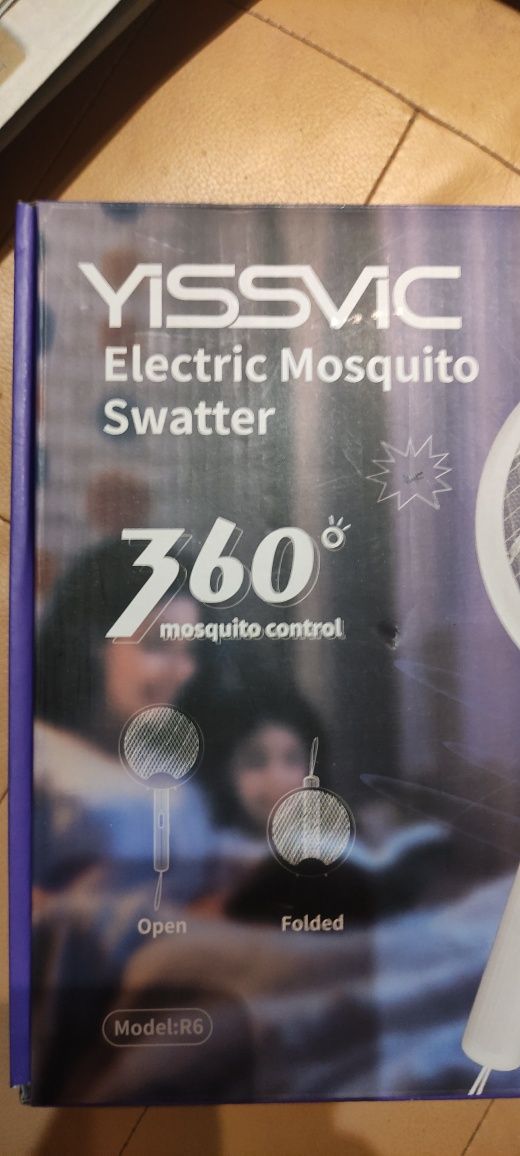 YISSVIC
Electric Mosquito
Swatter
360°
mosquito control
Open
Folded
Model:R6